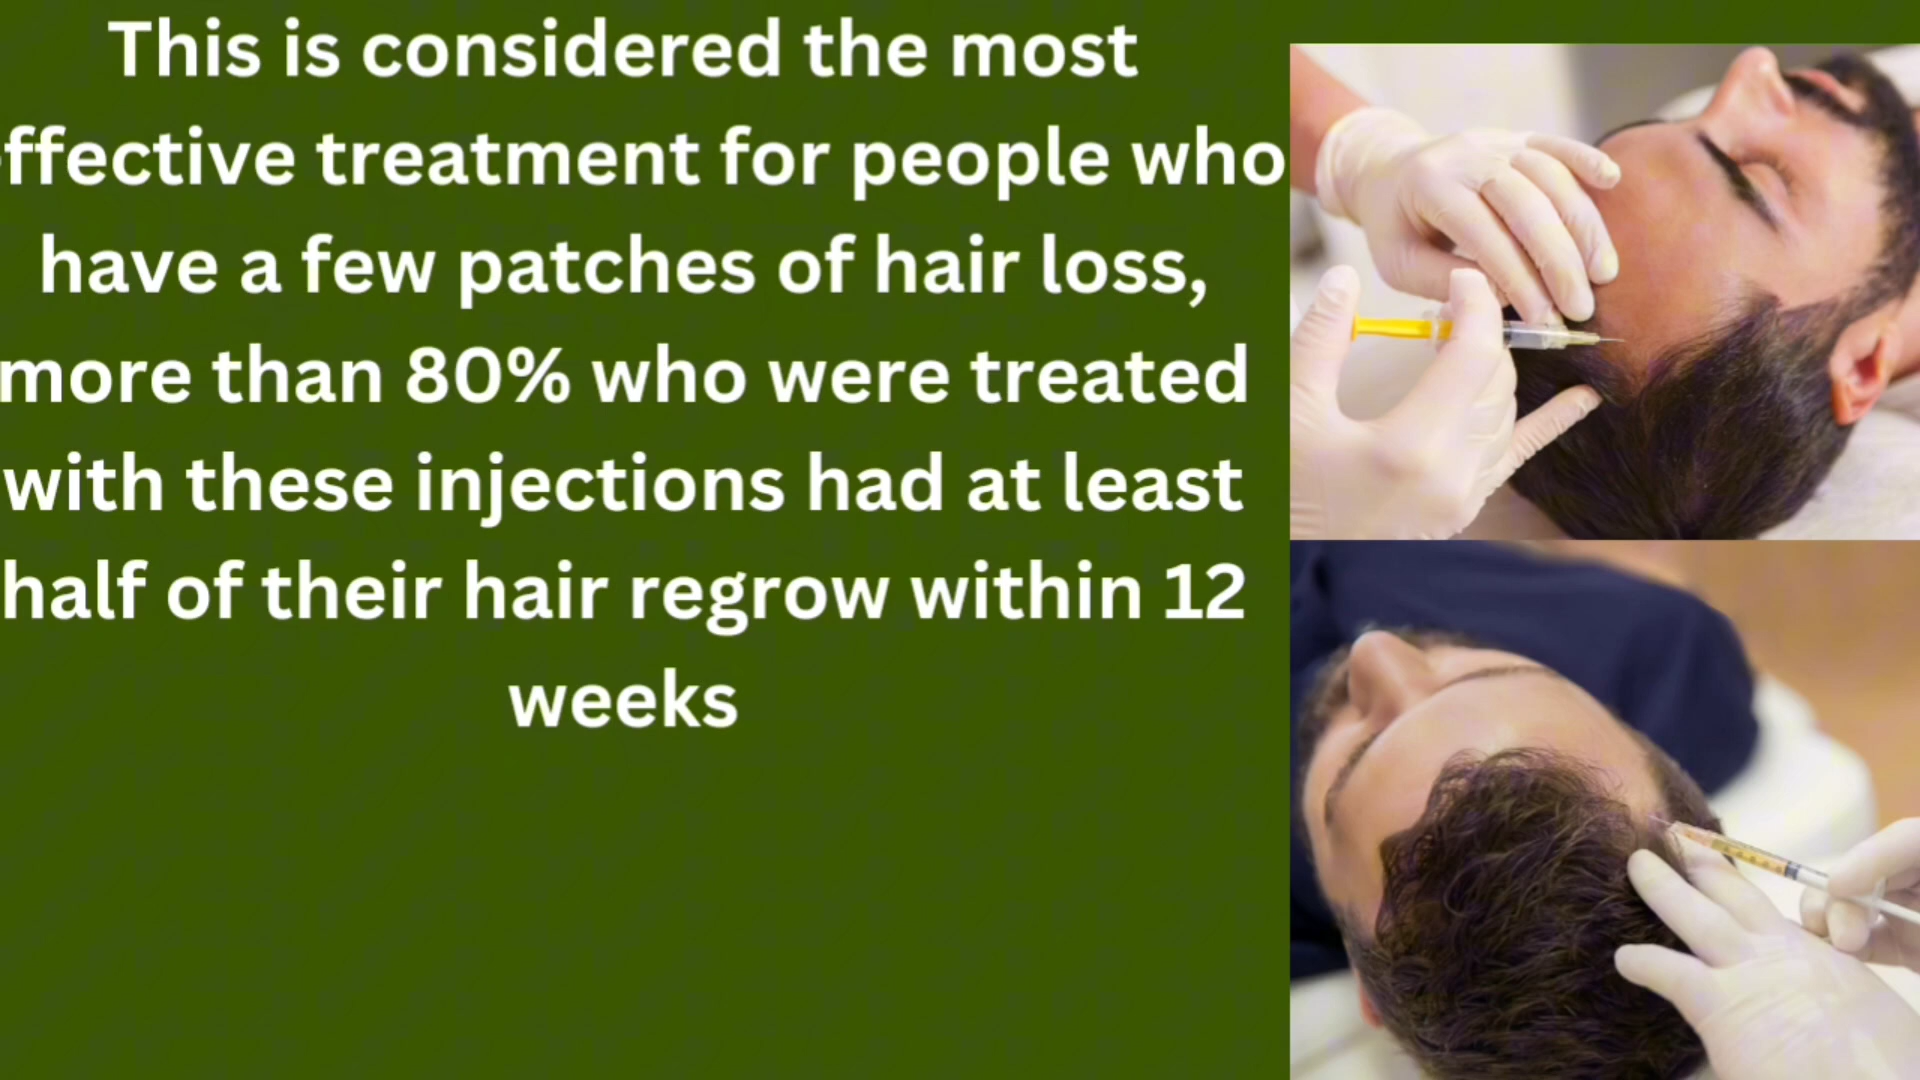 This is considered the most
effective treatment for people who
have a few patches of hair loss,
more than 80% who were treated
with these injections had at least
half of their hair regrow within 12
weeks